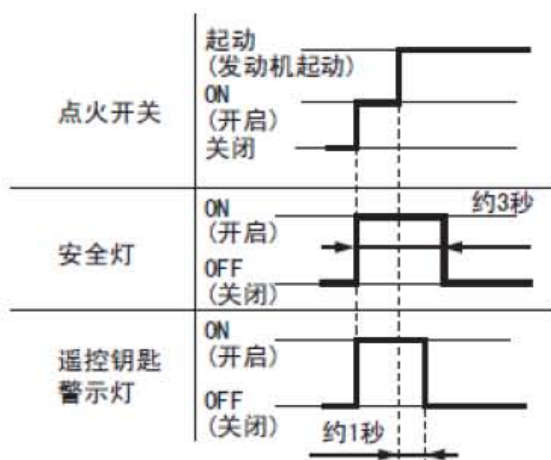 起动
(发动机起动)
点火开关
ON
(开启)
关闭
安全灯
ON
(开启)
约3秒
OFF
(关闭)
遥控钥匙
警示灯
ON
(开启)
OFF
(关闭)
约1秒